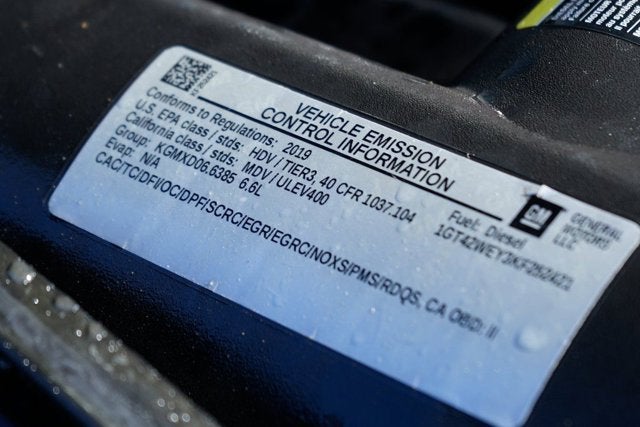 VEHICLE EMISSION
CONTROL INFORMATION
Conforms to Regulations: 2019
U.S. EPA class / stds: HDV / TIER3, 40 CFR 1037.104
California class / stds: MDV / ULEV400
Group: KGMXD06.6385 6.6L
Evap: N/A
CAC/TC/DFI/OC/DPF/SCRC/EGR/EGRC/NOXS/PMS/RDQS, CA OBD: II
Fuel: Diesel
GM
GENERAL
MOTORS
LLC